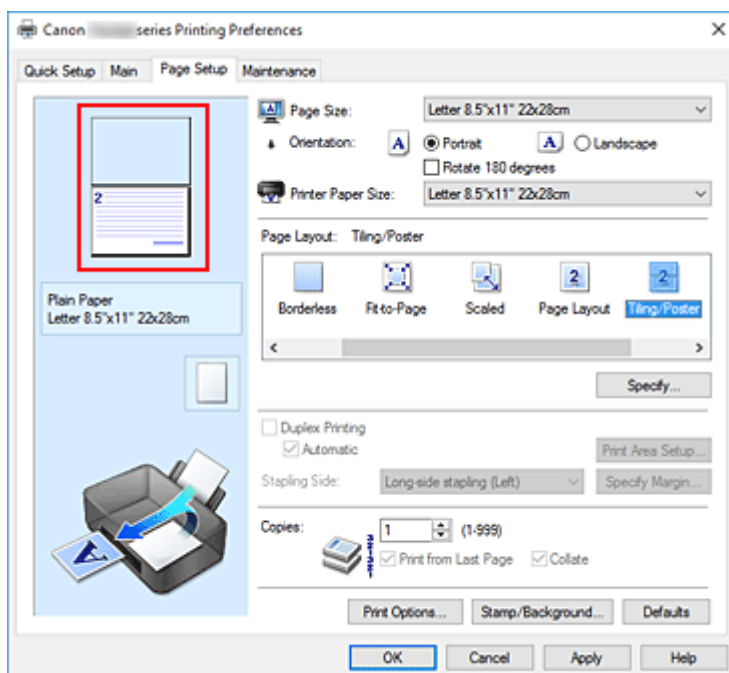 Canon series Printing Preferences
Quick Setup Main Page Setup Maintenance
2
Plain Paper
Letter 8.5"x11" 22x28cm
A
Page Size: Letter 8.5"x11" 22x28cm
Orientation: A Portrait A Landscape
Rotate 180 degrees
Printer Paper Size: Letter 8.5"x11" 22x28cm
Page Layout: Tiling/Poster
2 2
Borderless Fit-to-Page Scaled Page Layout Tiling/Poster
Specify...
Duplex Printing
Automatic Print Area Setup...
Stapling Side: Long-side stapling (Left) Specify Margin...
Copies: 1 (1-999)
Print from Last Page Collate
Print Options... Stamp/Background... Defaults
OK Cancel Apply Help